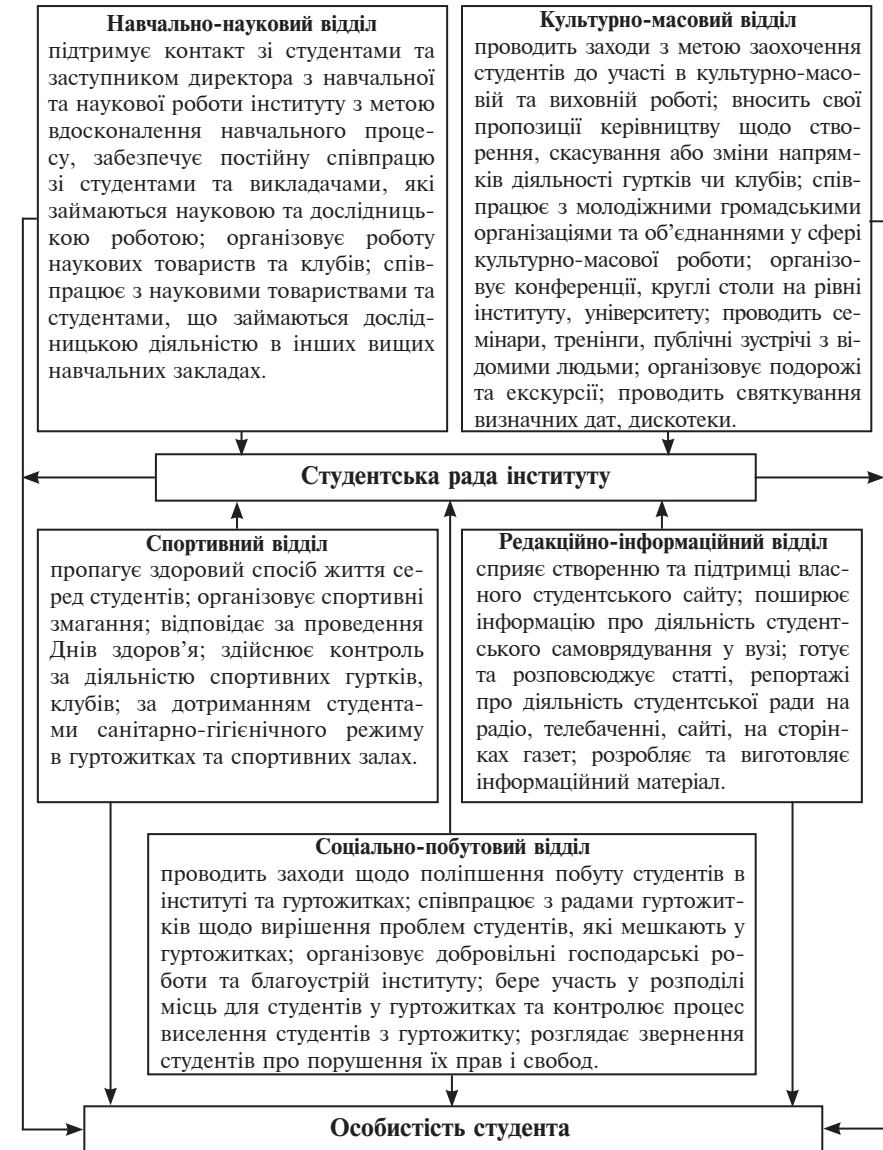 Навчально-науковий відділ
підтримує контакт зі студентами та
заступником директора з навчальної
та наукової роботи інституту з метою
вдосконалення навчального проце-
су, забезпечує постійну співпрацю
зі студентами та викладачами, які
займаються науковою та дослідниць-
кою роботою; організовує роботу
наукових товариств та клубів; спів-
працює з науковими товариствами та
студентами, що займаються дослід-
ницькою діяльністю в інших вищих
навчальних закладах.
Культурно-масовий відділ
проводить заходи з метою заохочення
студентів до участі в культурно-масо-
вій та виховній роботі; вносить свої
пропозиції керівництву щодо ство-
рення, скасування або зміни напрям-
ків діяльності гуртків чи клубів; спів-
працює з молодіжними громадськими
організаціями та об’єднаннями у сфері
культурно-масової роботи; організо-
вує конференції, круглі столи на рівні
інституту, університету; проводить се-
мінари, тренінги, публічні зустрічі з ві-
домими людьми; організовує подорожі
та екскурсії; проводить святкування
визначних дат, дискотеки.
Студентська рада інституту
Спортивний відділ
пропагує здоровий спосіб життя се-
ред студентів; організовує спортивні
змагання; відповідає за проведення
Днів здоров’я; здійснює контроль
за діяльністю спортивних гуртків,
клубів; за дотриманням студента-
ми санітарно-гігієнічного режиму
в гуртожитках та спортивних залах.
Редакційно-інформаційний відділ
сприяє створенню та підтримці влас-
ного студентського сайту; поширює
інформацію про діяльність студент-
ського самоврядування у вузі; готує
та розповсюджує статті, репортажі
про діяльність студентської ради на
радіо, телебаченні, сайті, на сторін-
ках газет; розробляє та виготовляє
інформаційний матеріал.
Соціально-побутовий відділ
проводить заходи щодо поліпшення побуту студентів в
інституті та гуртожитках; співпрацює з радами гуртожит-
ків щодо вирішення проблем студентів, які мешкають у
гуртожитках; організовує добровільні господарські ро-
боти та благоустрій інституту; бере участь у розподілі
місць для студентів у гуртожитках та контролює процес
виселення студентів з гуртожитку; розглядає звернення
студентів про порушення їх прав і свобод.
Особистість студента